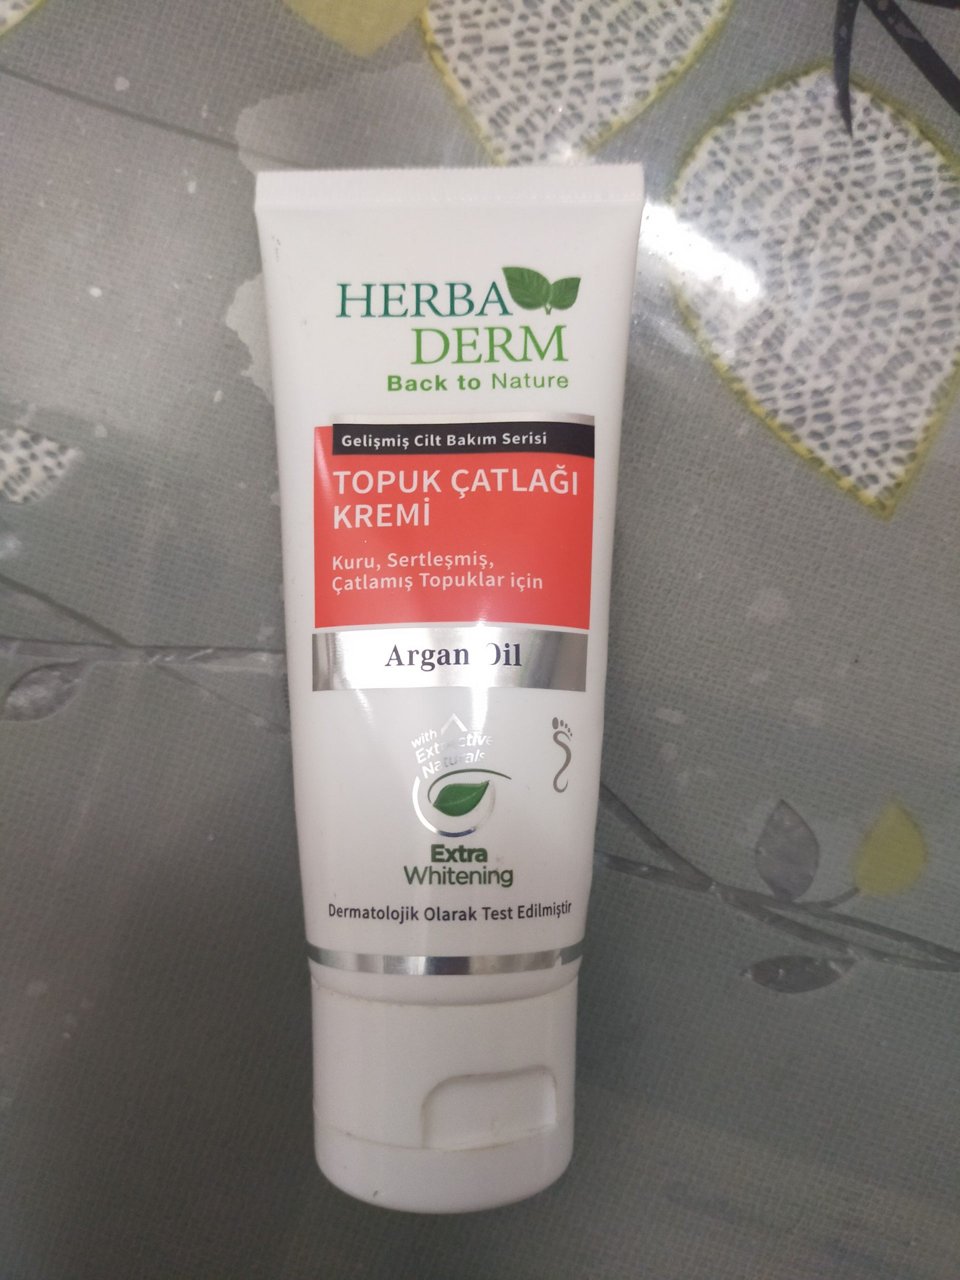 HERBA
DERM
Back to Nature
Gelişmiş Cilt Bakım Serisi
TOPUK ÇATLAĞI
KREMİ
Kuru, Sertleşmiş,
Çatlamış Topuklar için
Argan Oil
with
Extractive
Naturals
Extra
Whitening
Dermatolojik Olarak Test Edilmiştir